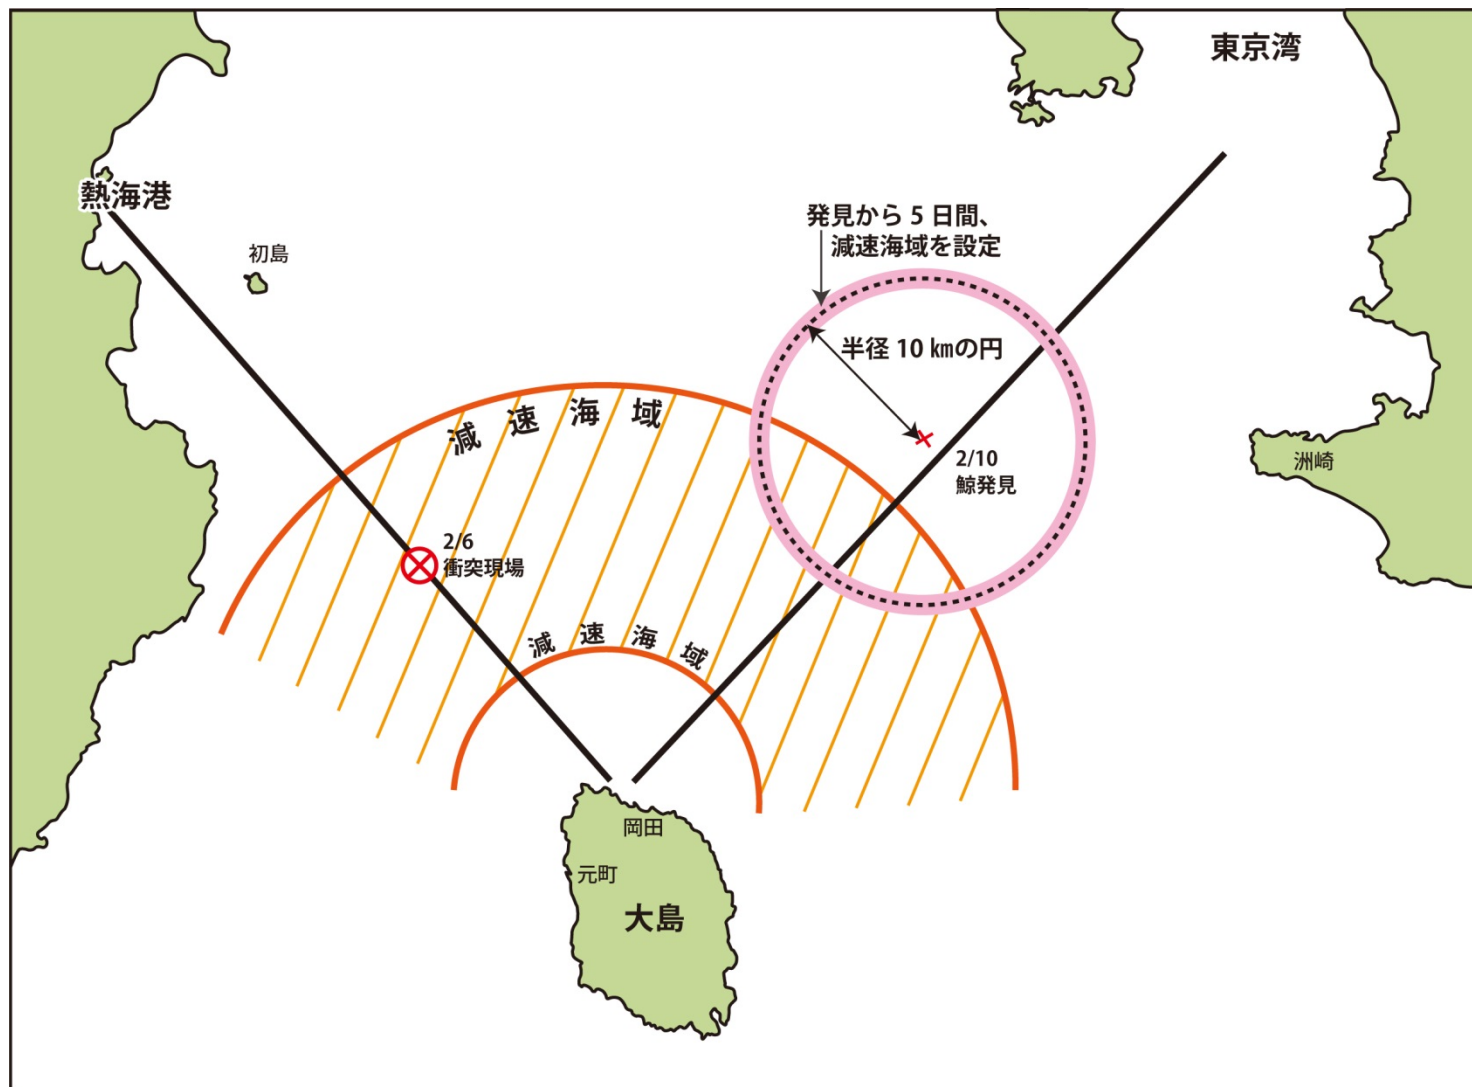 東京湾
熱海港
発見から 5 日間、
減速海域を設定
初島
半径 10 ㎞の円
減速海域
2/10
鯨発見
洲崎
2/6
衝突現場
減速海域
岡田
元町
大島